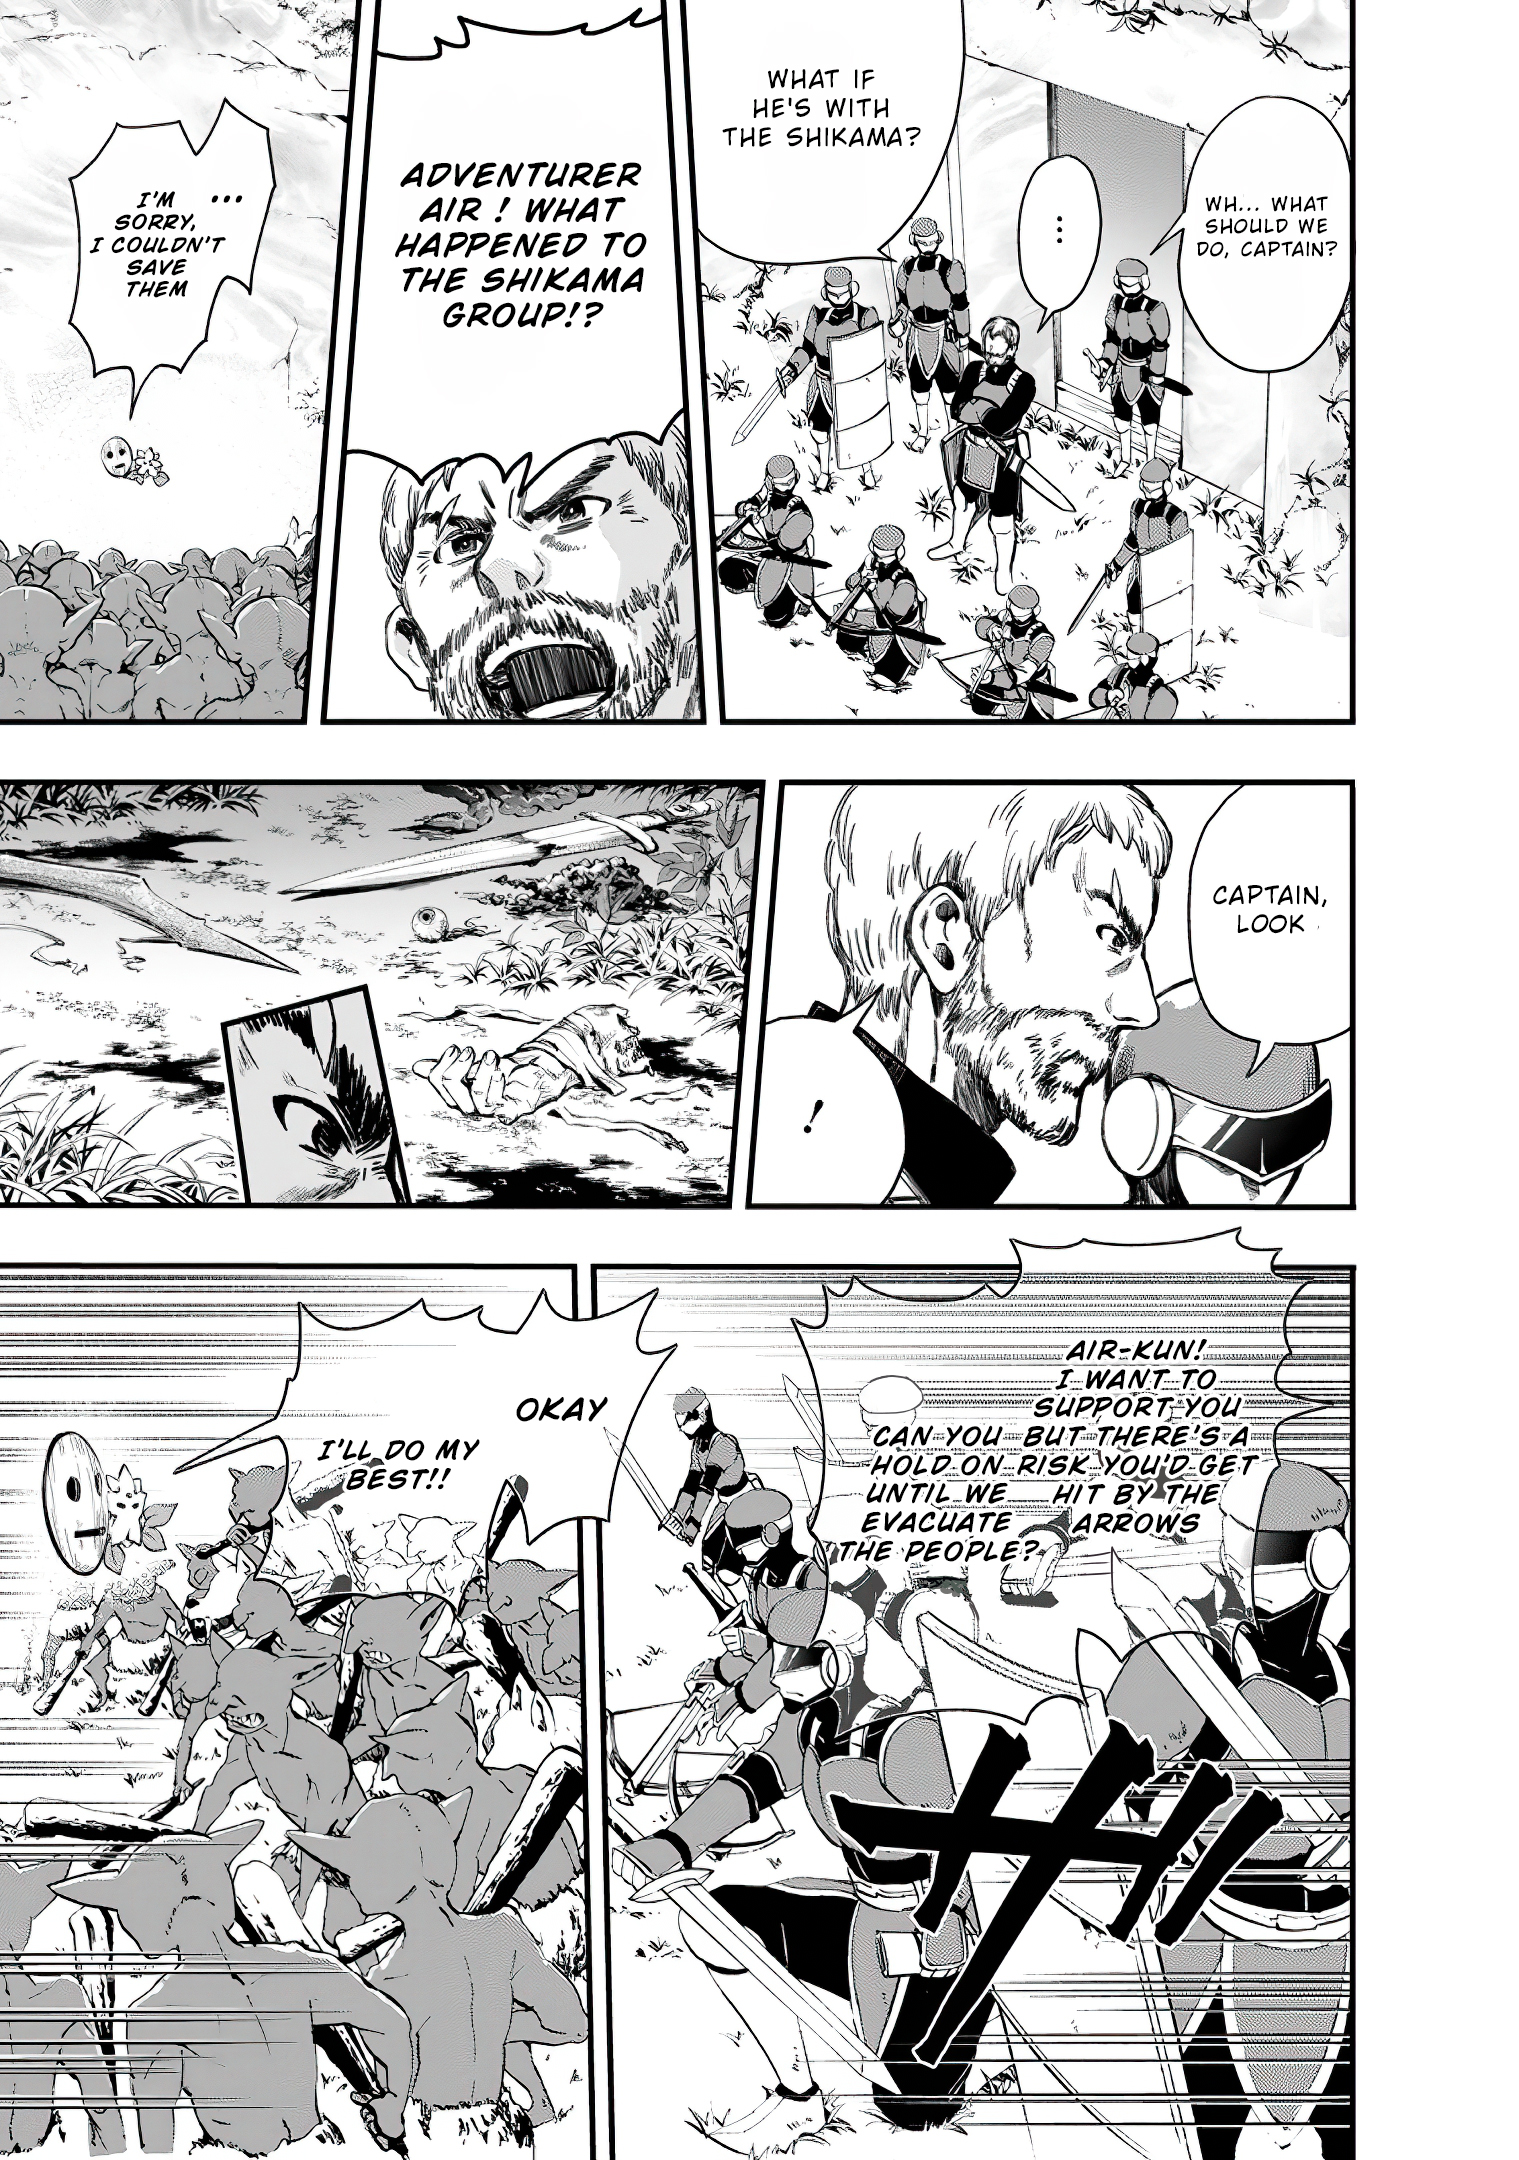 WH... WHAT
SHOULD WE
DO, CAPTAIN?
...
WHAT IF
HE'S WITH
THE SHIKAMA?
ADVENTURER
AIR ! WHAT
HAPPENED TO
THE SHIKAMA
GROUP!?
...
I'M
SORRY,
I COULDN'T
SAVE
THEM
CAPTAIN,
LOOK
!
AIR-KUN!
I WANT TO
SUPPORT YOU
BUT THERE'S A
RISK YOU'D GET
HIT BY THE
ARROWS
CAN YOU
HOLD ON
UNTIL WE
EVACUATE
THE PEOPLE?
ザッ
OKAY
I'LL DO MY
BEST!!